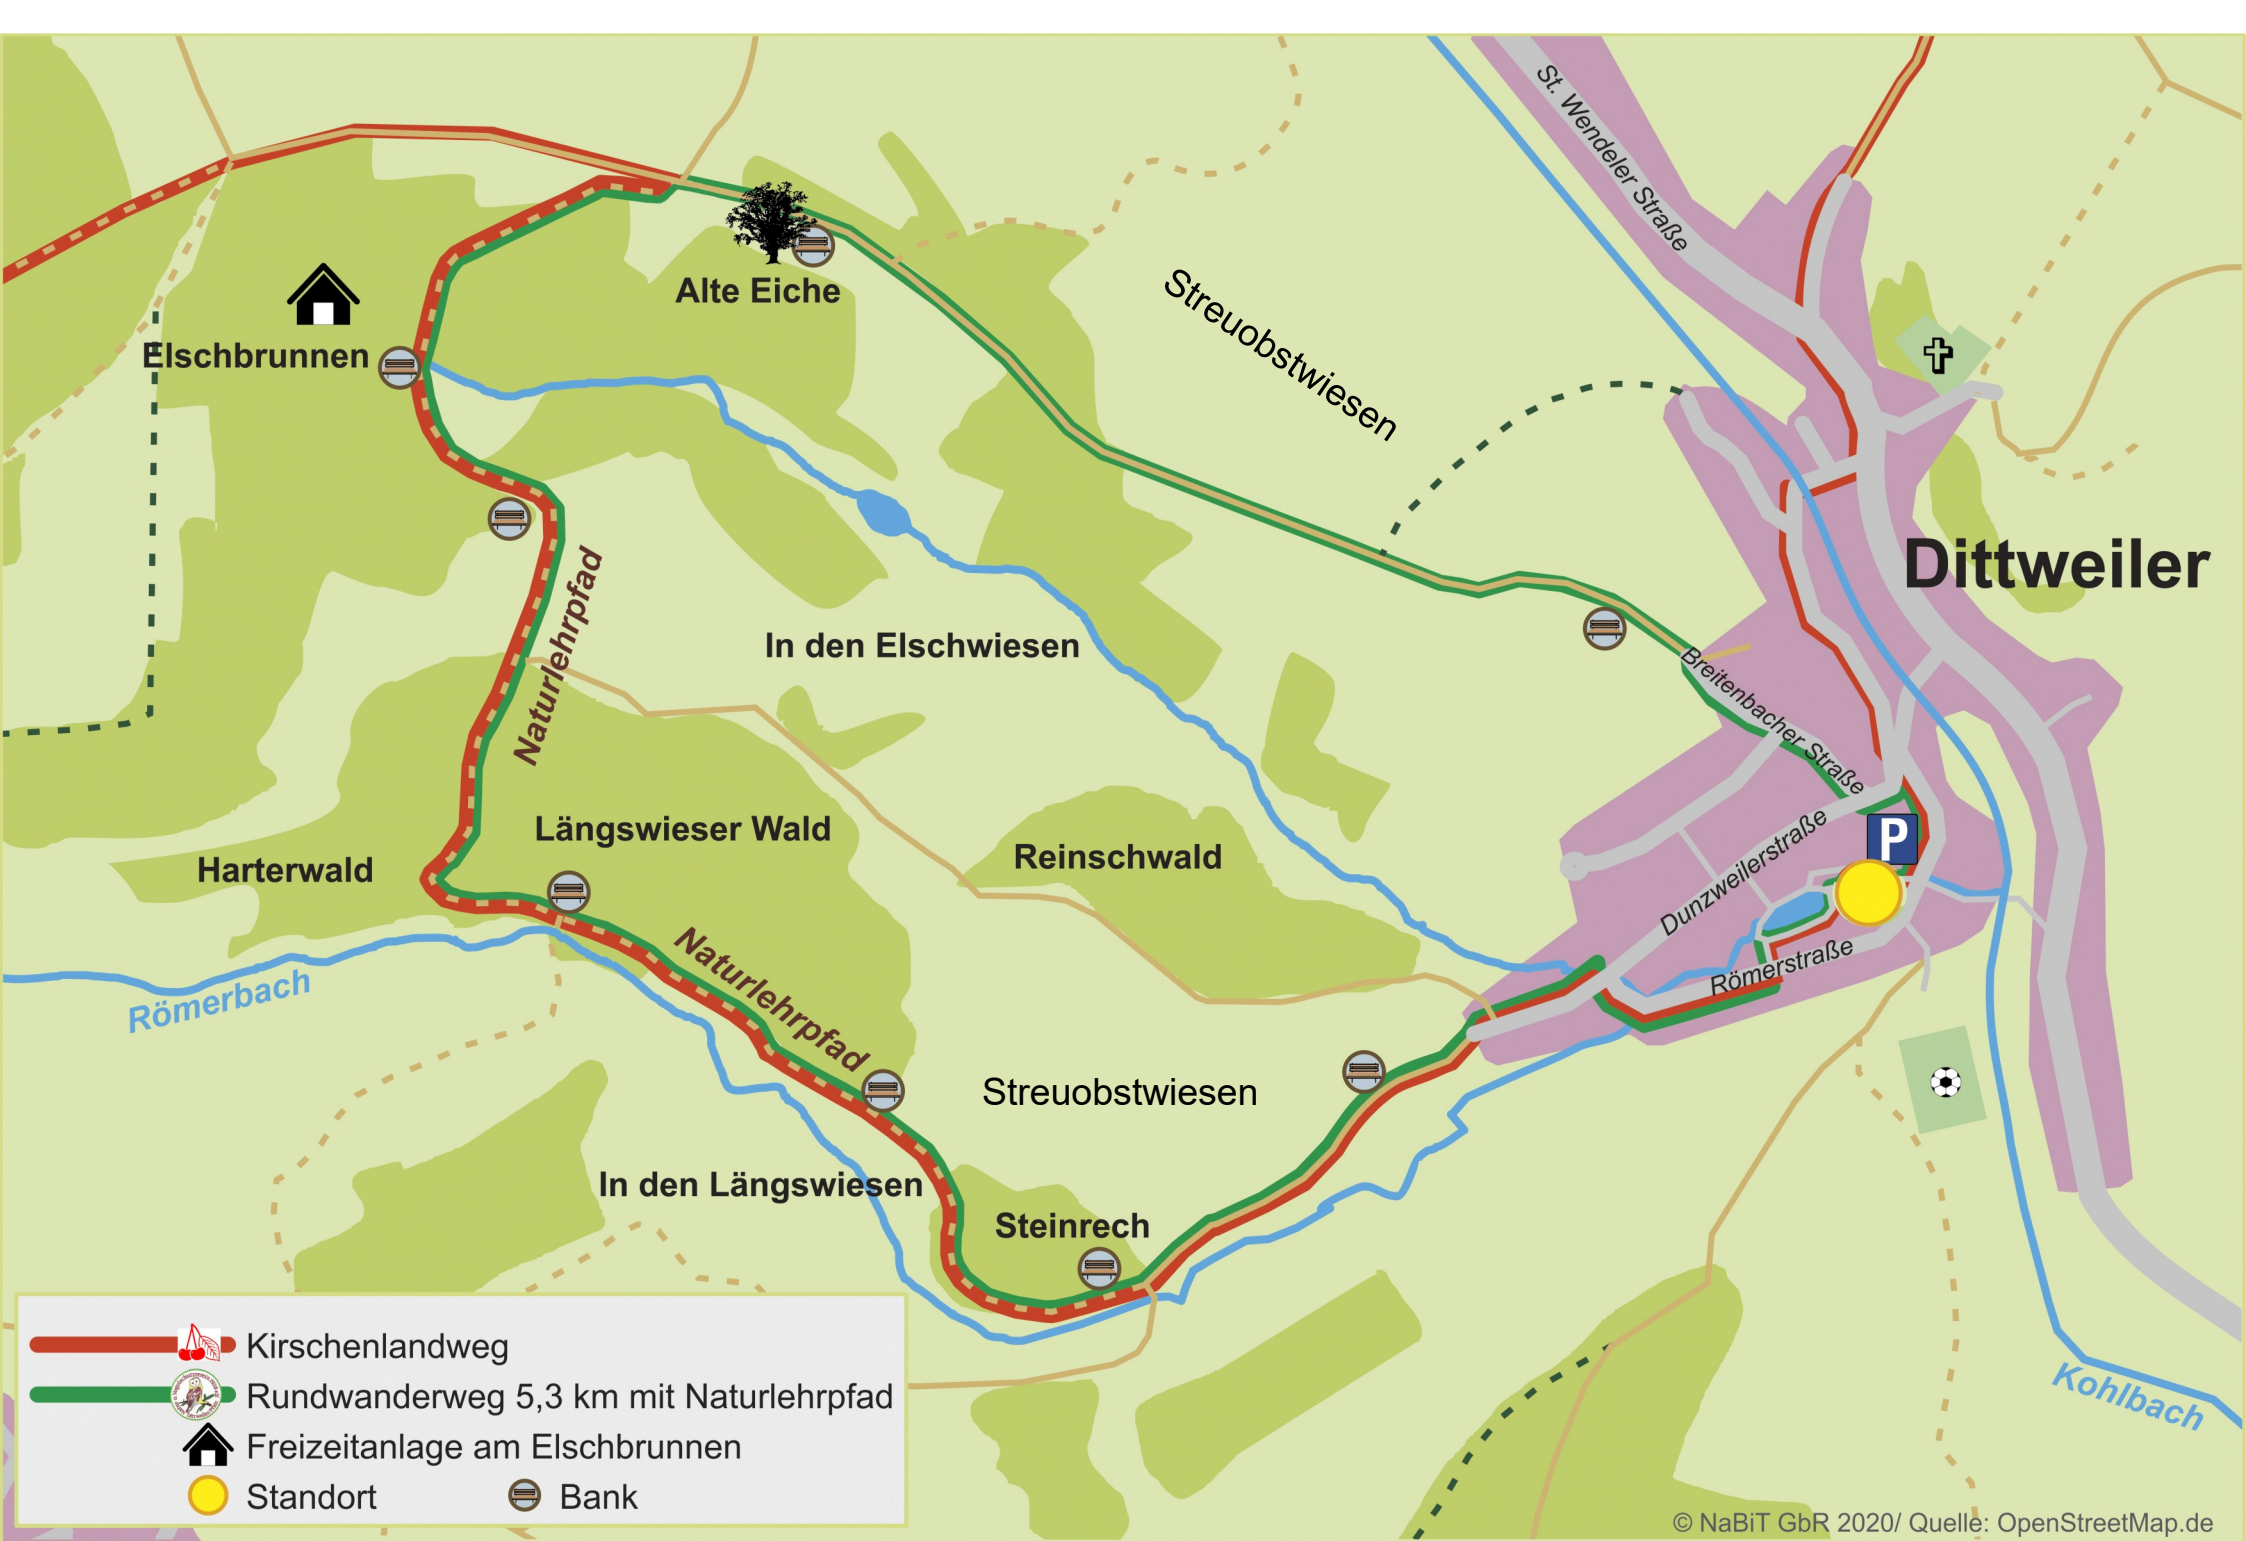 St. Wendeler Straße
Alte Eiche
Streuobstwiesen
Elschbrunnen
Dittweiler
Naturlehrpfad
In den Elschwiesen
Breitenbacher Straße
Längswieser Wald
Reinschwald
Harterwald
Dunzweilerstraße
P
Naturlehrpfad
Römerstraße
Römerbach
Streuobstwiesen
In den Längswiesen
Steinrech
Kirschenlandweg
Rundwanderweg 5,3 km mit Naturlehrpfad
Freizeitanlage am Elschbrunnen
Standort Bank
Kohlbach
© NaBiT GbR 2020/ Quelle: OpenStreetMap.de